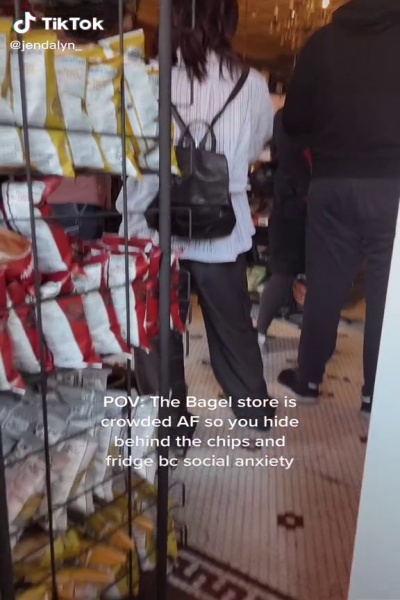 TikTok
@jendalyn_
POV: The Bagel store is
crowded AF so you hide
behind the chips and
fridge bc social anxiety